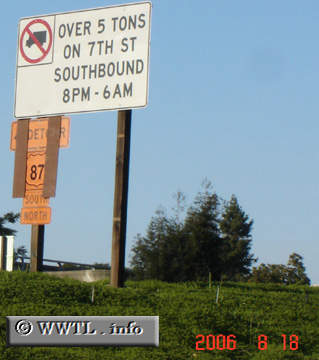 OVER 5 TONS
ON 7TH ST
SOUTHBOUND
8PM - 6AM
DETOUR
87
SOUTH
NORTH
© WWTL . info
2006 8 18